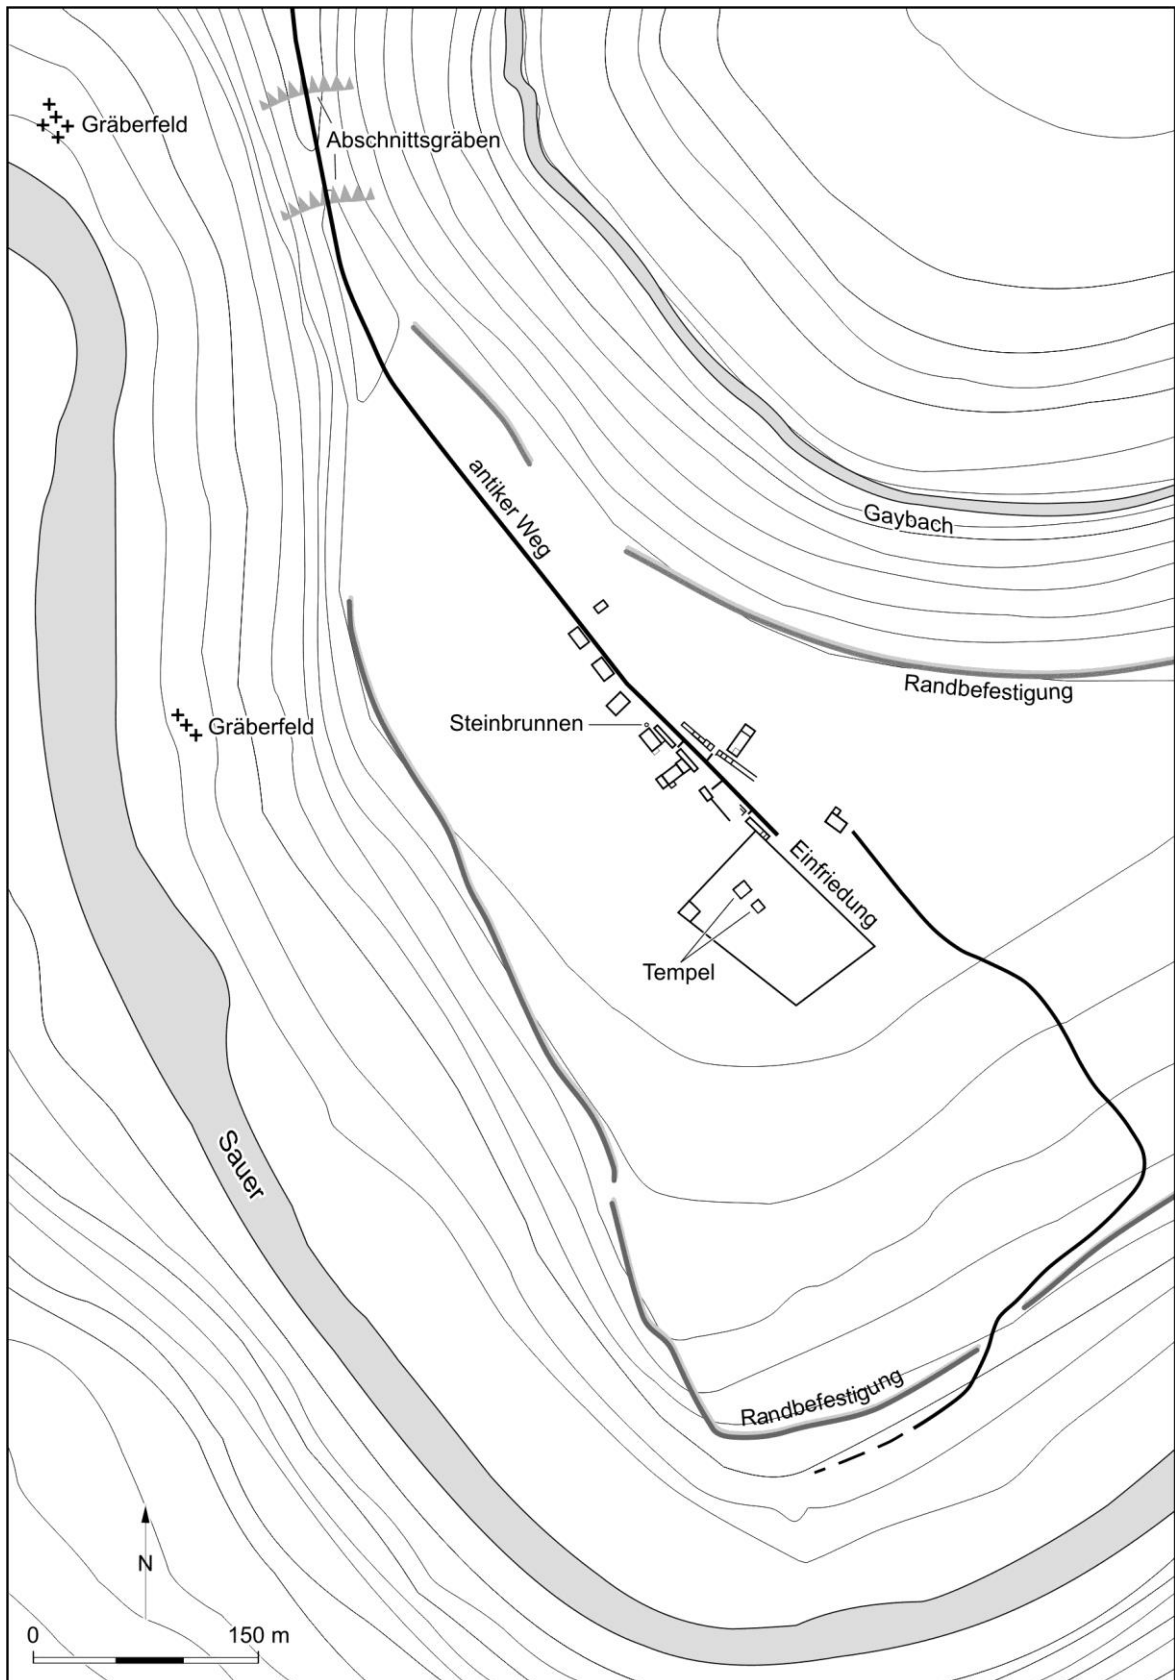 Gräberfeld
Abschnittsgräben
antiker Weg
Gaybach
Randbefestigung
Steinbrunnen
Gräberfeld
Einfriedung
Tempel
Sauer
Randbefestigung
N
0 150 m